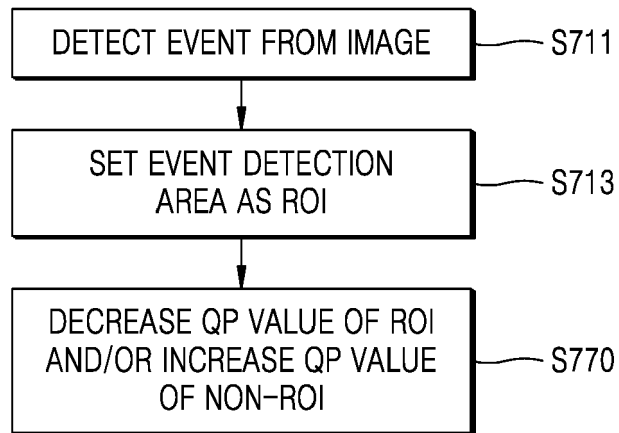 DETECT EVENT FROM IMAGE
S711
SET EVENT DETECTION
AREA AS ROI
S713
DECREASE QP VALUE OF ROI
AND/OR INCREASE QP VALUE
OF NON-ROI
S770